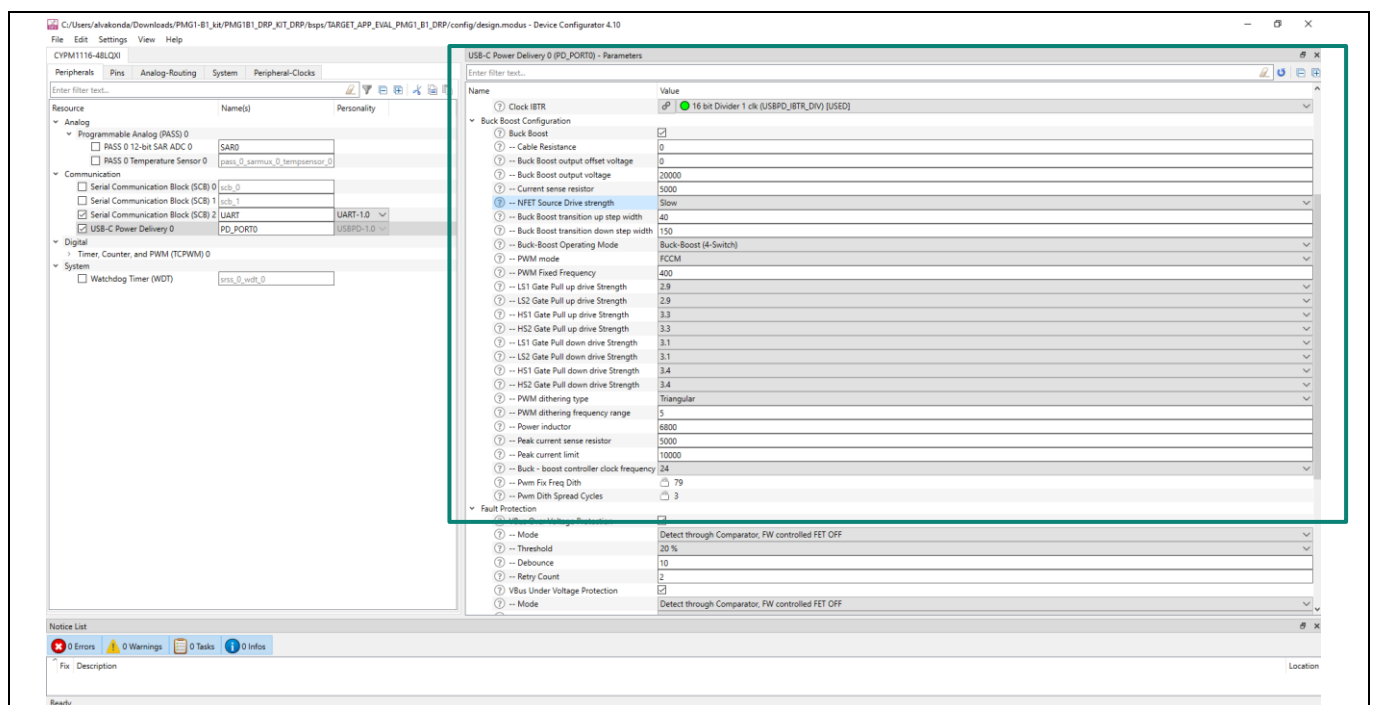 C:/Users/alvakonda/Downloads/PMG1-B1_kit/PMG1B1_DRP_KIT_DRP/bsps/TARGET_APP_EVAL_PMG1_B1_DRP/config/design.modus - Device Configurator 4.10
File Edit Settings View Help
CYPM1116-48LQXI
Peripherals Pins Analog-Routing System Peripheral-Clocks
Enter filter text...
Resource Name(s) Personality
Analog
Programmable Analog (PASS) 0
PASS 0 12-bit SAR ADC 0 SAR0
PASS 0 Temperature Sensor 0 pass_0_sarmux_0_tempsensor_0
Communication
Serial Communication Block (SCB) 0 scb_0
Serial Communication Block (SCB) 1 scb_1
Serial Communication Block (SCB) 2 UART UART-1.0
USB-C Power Delivery 0 PD_PORT0 USBPD-1.0
Digital
Timer, Counter, and PWM (TCPWM) 0
System
Watchdog Timer (WDT) srss_0_wdt_0
USB-C Power Delivery 0 (PD_PORT0) - Parameters
Enter filter text...
Name Value
Clock IBTR 16 bit Divider 1 clk (USBPD_IBTR_DIV) [USED]
Buck Boost Configuration
Buck Boost
-- Cable Resistance 0
-- Buck Boost output offset voltage 0
-- Buck Boost output voltage 20000
-- Current sense resistor 5000
-- NFET Source Drive strength Slow
-- Buck Boost transition up step width 40
-- Buck Boost transition down step width 150
-- Buck-Boost Operating Mode Buck-Boost (4-Switch)
-- PWM mode FCCM
-- PWM Fixed Frequency 400
-- LS1 Gate Pull up drive Strength 2.9
-- LS2 Gate Pull up drive Strength 2.9
-- HS1 Gate Pull up drive Strength 3.3
-- HS2 Gate Pull up drive Strength 3.3
-- LS1 Gate Pull down drive Strength 3.1
-- LS2 Gate Pull down drive Strength 3.1
-- HS1 Gate Pull down drive Strength 3.4
-- HS2 Gate Pull down drive Strength 3.4
-- PWM dithering type Triangular
-- PWM dithering frequency range 5
-- Power inductor 6800
-- Peak current sense resistor 5000
-- Peak current limit 10000
-- Buck - boost controller clock frequency 24
-- Pwm Fix Freq Dith 79
-- Pwm Dith Spread Cycles 3
Fault Protection
VBus Over Voltage Protection
-- Mode Detect through Comparator, FW controlled FET OFF
-- Threshold 20 %
-- Debounce 10
-- Retry Count 2
VBus Under Voltage Protection
-- Mode Detect through Comparator, FW controlled FET OFF
Notice List
0 Errors 0 Warnings 0 Tasks 0 Infos
Fix Description Location
Ready